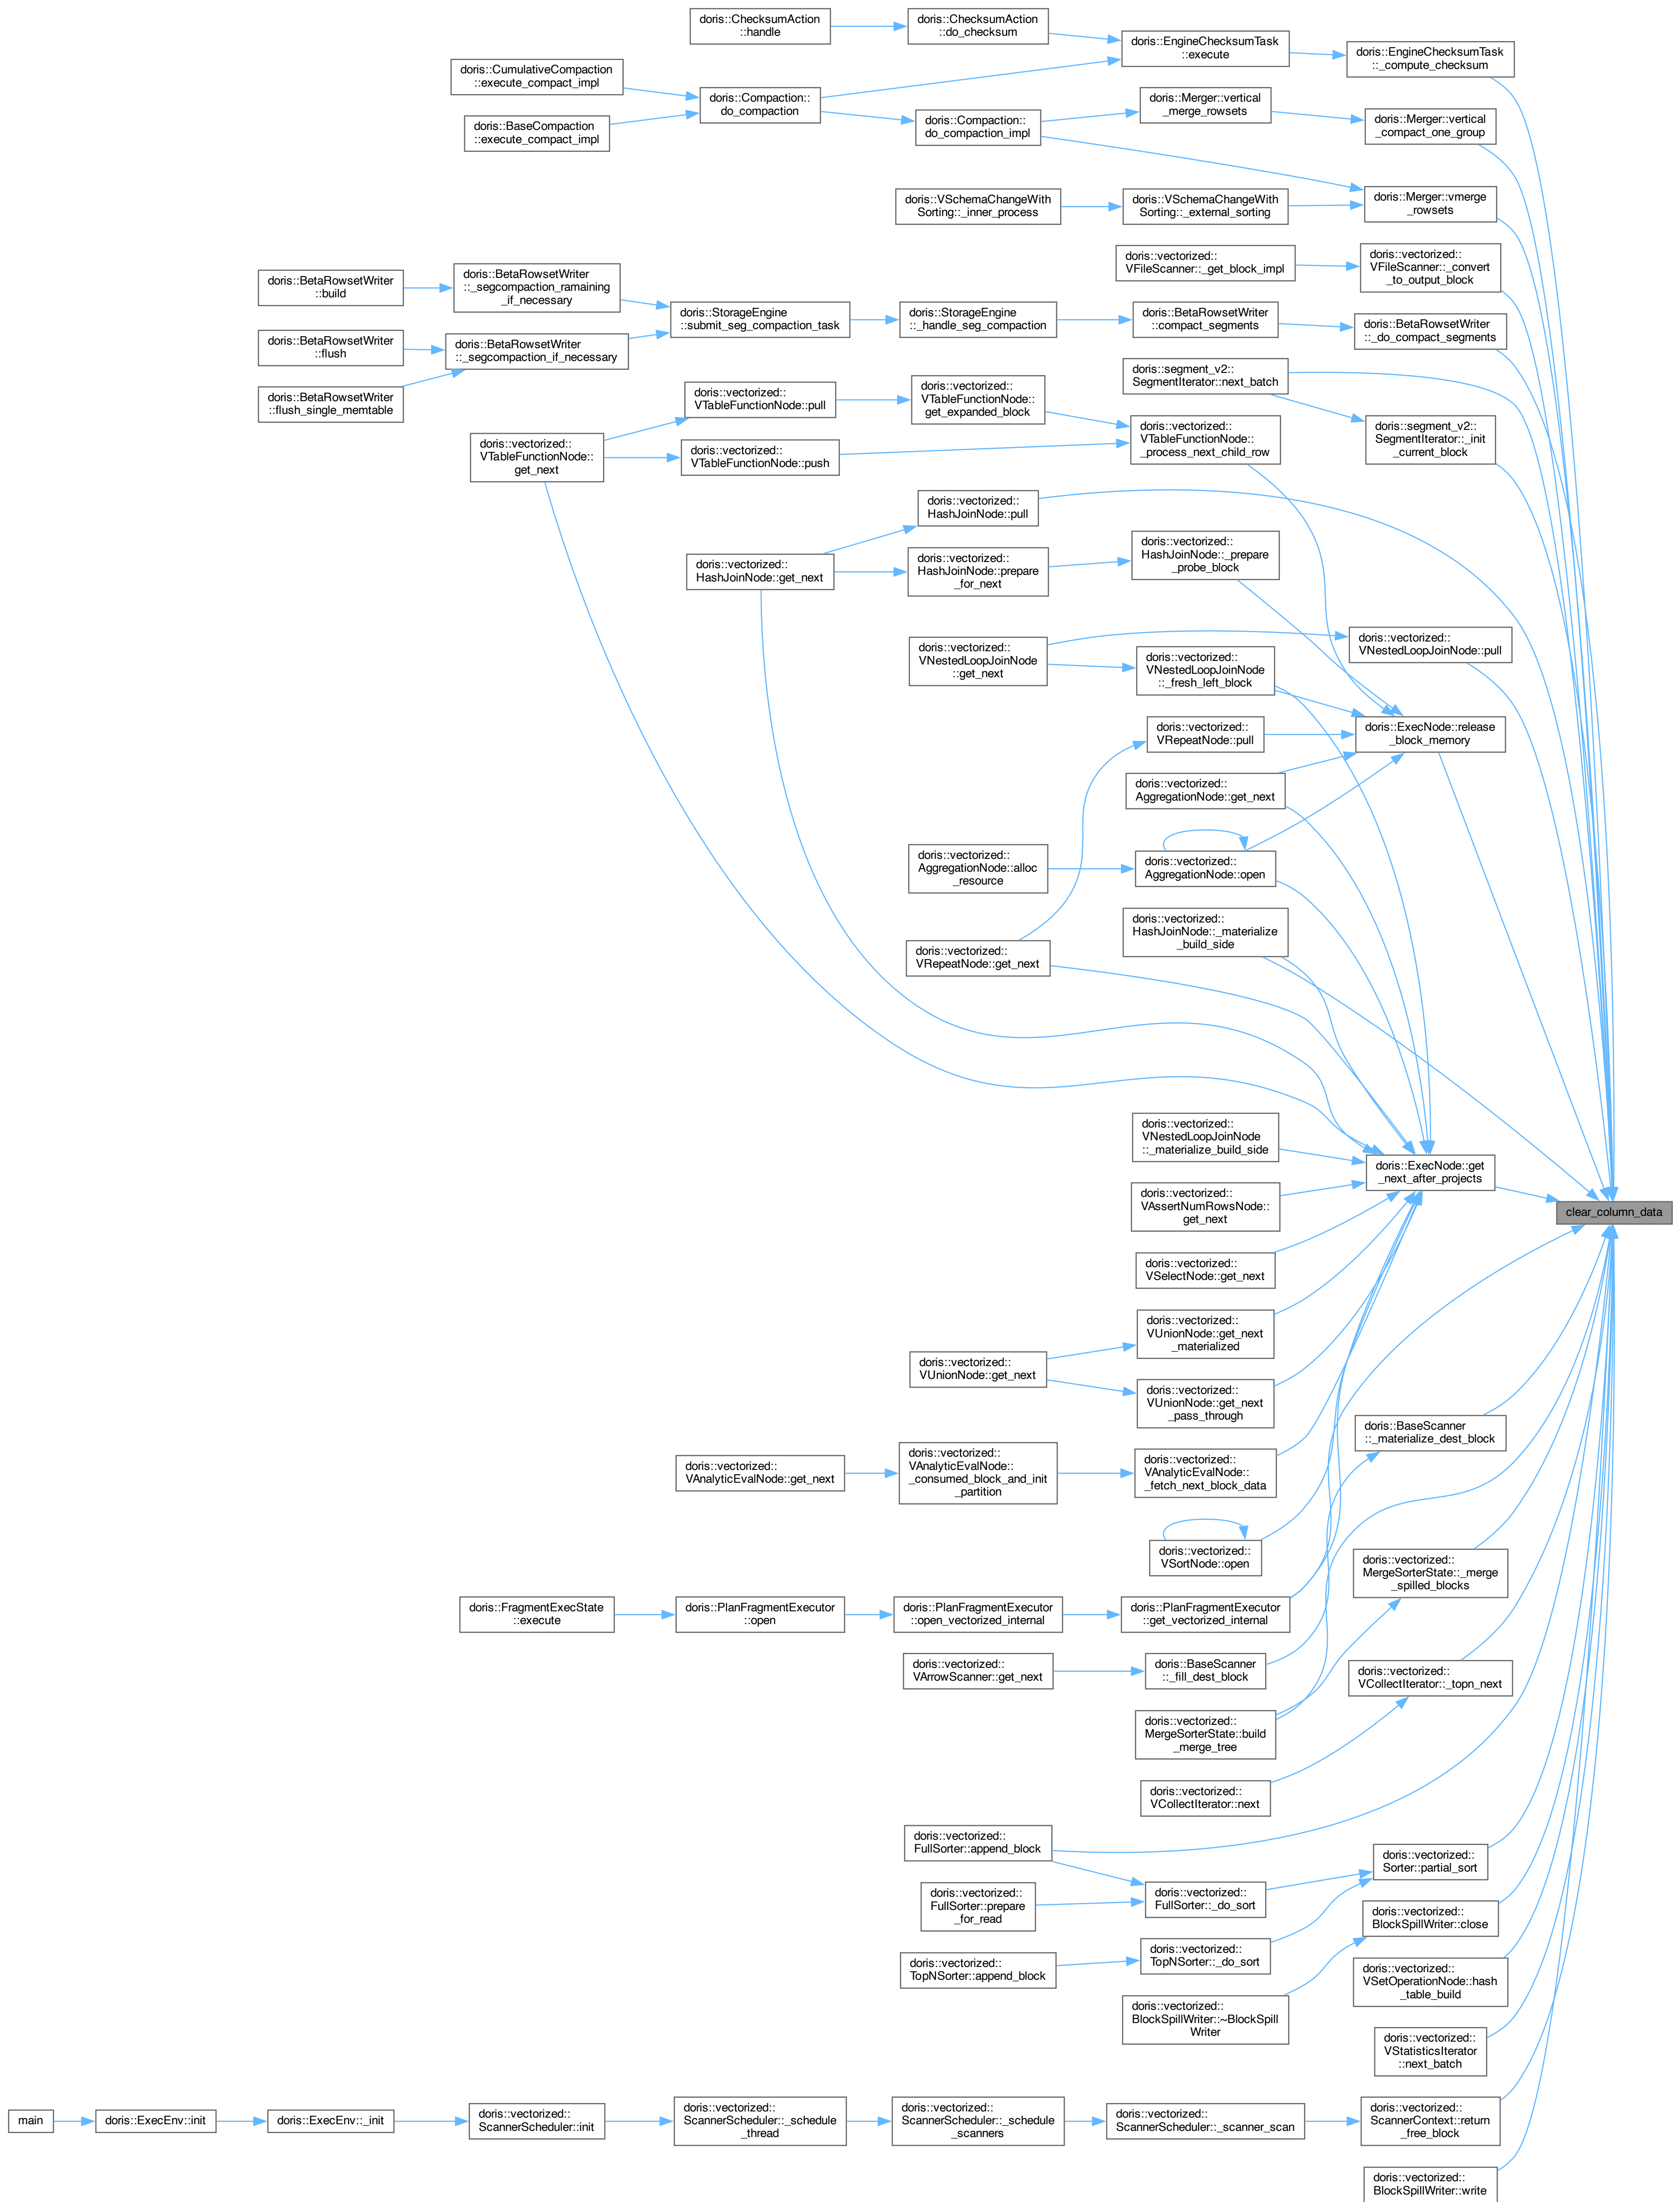 doris::ChecksumAction
::handle
doris::ChecksumAction
::do_checksum
doris::EngineChecksumTask
::execute
doris::EngineChecksumTask
::_compute_checksum
doris::CumulativeCompaction
::execute_compact_impl
doris::Compaction::
do_compaction
doris::BaseCompaction
::execute_compact_impl
doris::Compaction::
do_compaction_impl
doris::Merger::vertical
_merge_rowsets
doris::Merger::vertical
_compact_one_group
doris::VSchemaChangeWith
Sorting::_inner_process
doris::VSchemaChangeWith
Sorting::_external_sorting
doris::Merger::vmerge
_rowsets
doris::vectorized::
VFileScanner::_get_block_impl
doris::vectorized::
VFileScanner::_convert
_to_output_block
doris::BetaRowsetWriter
::build
doris::BetaRowsetWriter
::_segcompaction_ramaining
_if_necessary
doris::StorageEngine
::submit_seg_compaction_task
doris::StorageEngine
::_handle_seg_compaction
doris::BetaRowsetWriter
::compact_segments
doris::BetaRowsetWriter
::_do_compact_segments
doris::BetaRowsetWriter
::flush
doris::BetaRowsetWriter
::_segcompaction_if_necessary
doris::BetaRowsetWriter
::flush_single_memtable
doris::segment_v2::
SegmentIterator::next_batch
doris::segment_v2::
SegmentIterator::_init
_current_block
doris::vectorized::
VTableFunctionNode::pull
doris::vectorized::
VTableFunctionNode::
get_expanded_block
doris::vectorized::
VTableFunctionNode::
_process_next_child_row
doris::vectorized::
VTableFunctionNode::
get_next
doris::vectorized::
VTableFunctionNode::push
doris::vectorized::
HashJoinNode::pull
doris::vectorized::
HashJoinNode::get_next
doris::vectorized::
HashJoinNode::prepare
_for_next
doris::vectorized::
HashJoinNode::_prepare
_probe_block
doris::vectorized::
VNestedLoopJoinNode
::get_next
doris::vectorized::
VNestedLoopJoinNode
::_fresh_left_block
doris::vectorized::
VNestedLoopJoinNode::pull
doris::vectorized::
VRepeatNode::pull
doris::ExecNode::release
_block_memory
doris::vectorized::
AggregationNode::get_next
doris::vectorized::
AggregationNode::alloc
_resource
doris::vectorized::
AggregationNode::open
doris::vectorized::
HashJoinNode::_materialize
_build_side
doris::vectorized::
VRepeatNode::get_next
doris::vectorized::
VNestedLoopJoinNode
::_materialize_build_side
doris::ExecNode::get
_next_after_projects
doris::vectorized::
VAssertNumRowsNode::
get_next
clear_column_data
doris::vectorized::
VSelectNode::get_next
doris::vectorized::
VUnionNode::get_next
_materialized
doris::vectorized::
VUnionNode::get_next
doris::vectorized::
VUnionNode::get_next
_pass_through
doris::BaseScanner
::_materialize_dest_block
doris::vectorized::
VAnalyticEvalNode::get_next
doris::vectorized::
VAnalyticEvalNode::
_consumed_block_and_init
_partition
doris::vectorized::
VAnalyticEvalNode::
_fetch_next_block_data
doris::vectorized::
VSortNode::open
doris::vectorized::
MergeSorterState::_merge
_spilled_blocks
doris::FragmentExecState
::execute
doris::PlanFragmentExecutor
::open
doris::PlanFragmentExecutor
::open_vectorized_internal
doris::PlanFragmentExecutor
::get_vectorized_internal
doris::vectorized::
VArrowScanner::get_next
doris::BaseScanner
::_fill_dest_block
doris::vectorized::
VCollectIterator::_topn_next
doris::vectorized::
MergeSorterState::build
_merge_tree
doris::vectorized::
VCollectIterator::next
doris::vectorized::
FullSorter::append_block
doris::vectorized::
Sorter::partial_sort
doris::vectorized::
FullSorter::prepare
_for_read
doris::vectorized::
FullSorter::_do_sort
doris::vectorized::
BlockSpillWriter::close
doris::vectorized::
TopNSorter::append_block
doris::vectorized::
TopNSorter::_do_sort
doris::vectorized::
VSetOperationNode::hash
_table_build
doris::vectorized::
BlockSpillWriter::~BlockSpill
Writer
doris::vectorized::
VStatisticsIterator
::next_batch
main
doris::ExecEnv::init
doris::ExecEnv::_init
doris::vectorized::
ScannerScheduler::init
doris::vectorized::
ScannerScheduler::_schedule
_thread
doris::vectorized::
ScannerScheduler::_schedule
_scanners
doris::vectorized::
ScannerScheduler::_scanner_scan
doris::vectorized::
ScannerContext::return
_free_block
doris::vectorized::
BlockSpillWriter::write